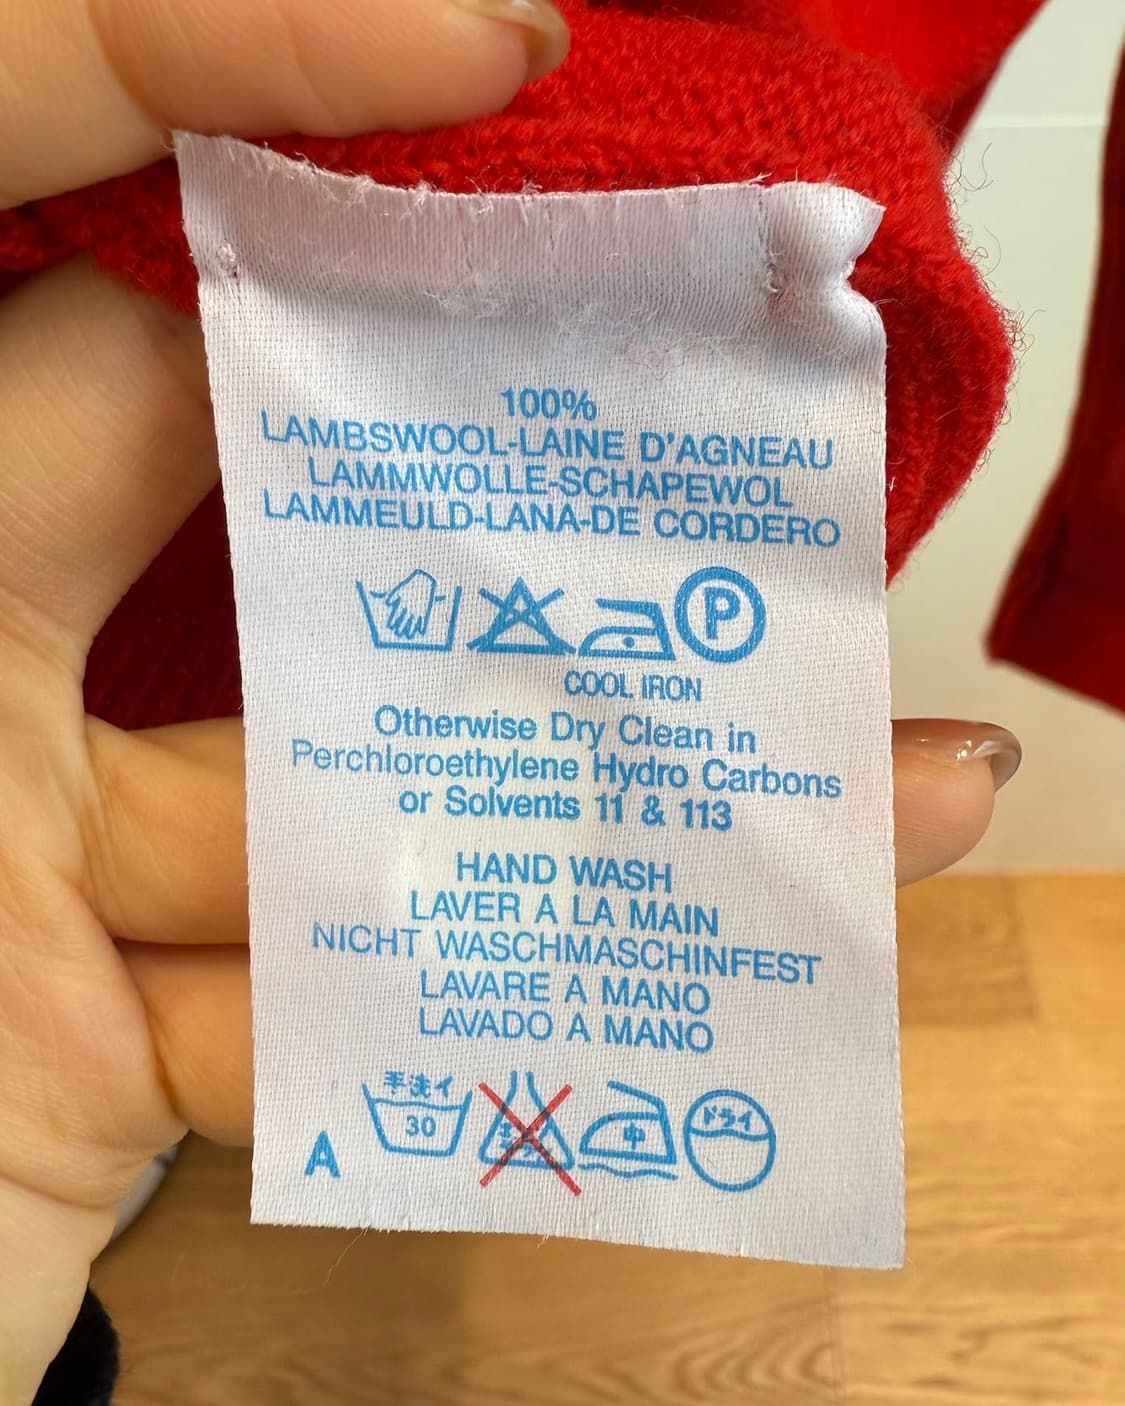 100%
LAMBSWOOL-LAINE D'AGNEAU
LAMMWOLLE-SCHAPEWOL
LAMMEULD-LANA-DE CORDERO
P
COOL IRON
Otherwise Dry Clean in
Perchloroethylene Hydro Carbons
or Solvents 11 & 113
HAND WASH
LAVER A LA MAIN
NICHT WASCHMASCHINFEST
LAVARE A MANO
LAVADO A MANO
手洗イ
30
中
ドライ
A